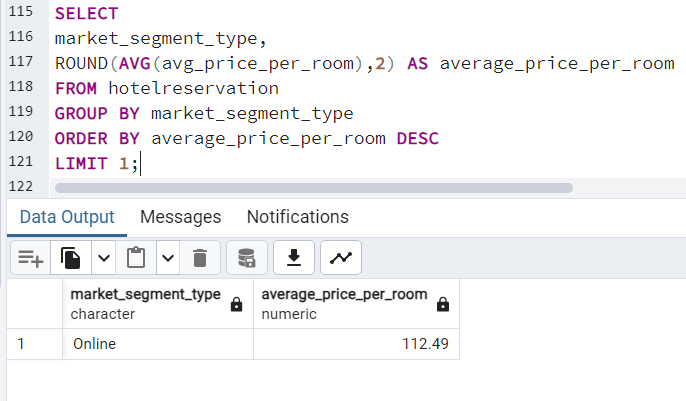 115 SELECT
116 market_segment_type,
117 ROUND(AVG(avg_price_per_room),2) AS average_price_per_room
118 FROM hotelreservation
119 GROUP BY market_segment_type
120 ORDER BY average_price_per_room DESC
121 LIMIT 1;
122
Data Output Messages Notifications
market_segment_type average_price_per_room
character numeric
1 Online 112.49